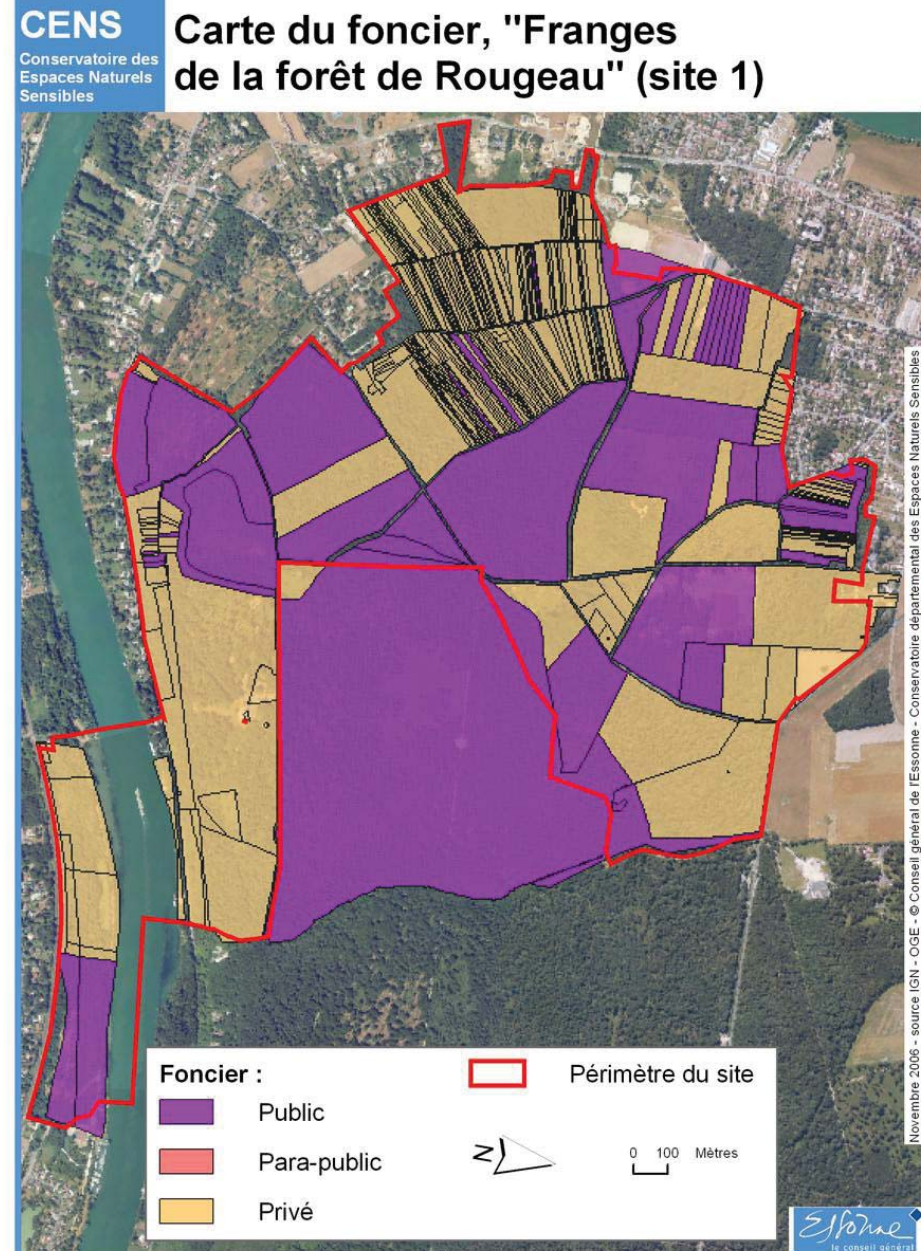 CENS
Conservatoire des
Espaces Naturels
Sensibles
Carte du foncier, "Franges
de la forêt de Rougeau" (site 1)
Novembre 2006 - source IGN - OGE - © Conseil général de l'Essonne - Conservatoire départemental des Espaces Naturels Sensibles
Foncier :
Public
Para-public
Privé
Périmètre du site
N
0 100 Mètres
Essonne
le conseil général